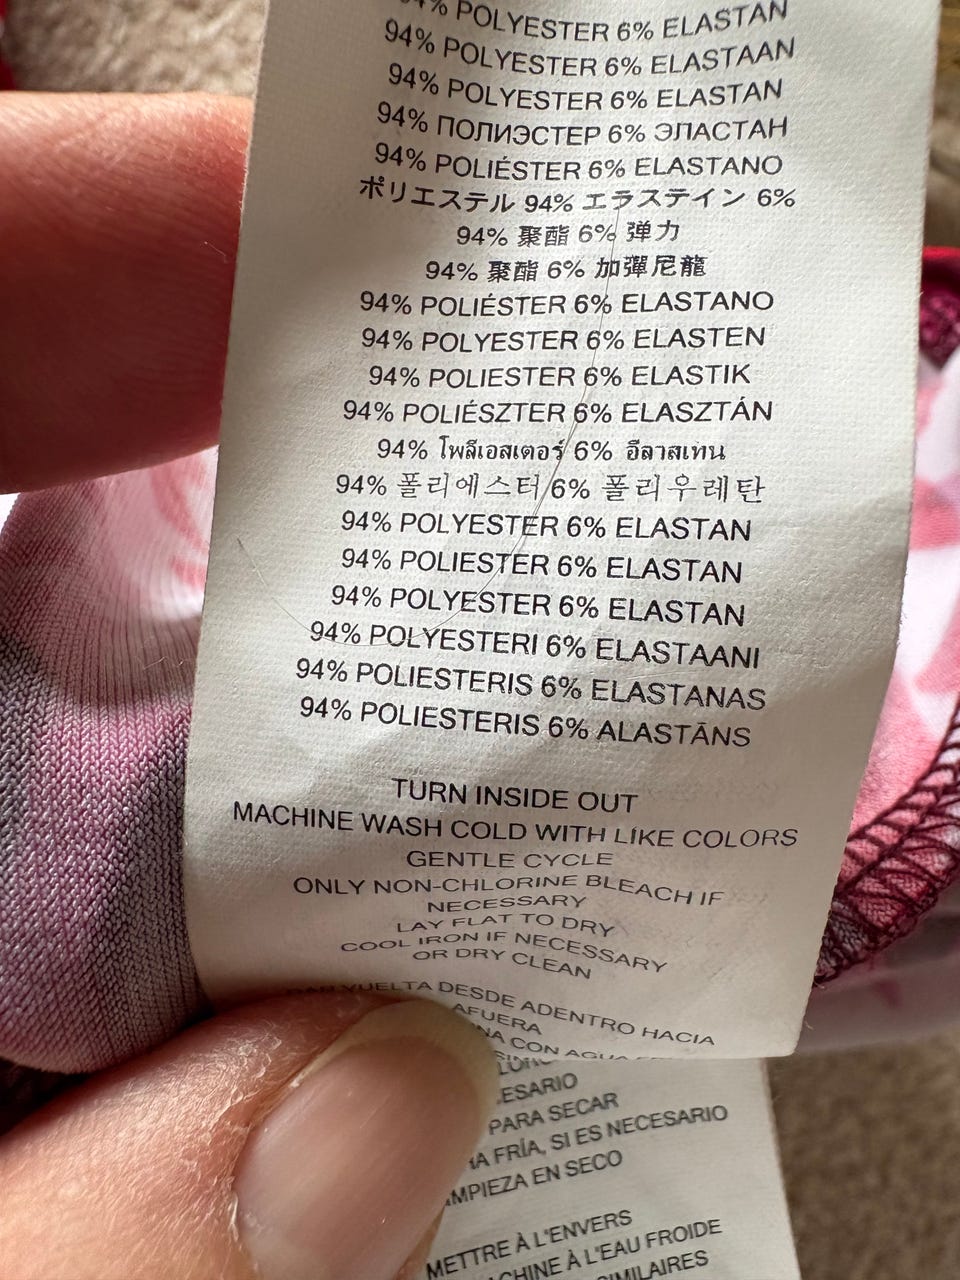 94% POLYESTER 6% ELASTAN
94% POLYESTER 6% ELASTAAN
94% POLYESTER 6% ELASTAN
94% ПОЛИЭСТЕР 6% ЭЛАСТАН
94% POLIÉSTER 6% ELASTANO
ポリエステル 94% エラステイン 6%
94% 聚酯 6% 弹力
94% 聚酯 6% 加彈尼龍
94% POLIÉSTER 6% ELASTANO
94% POLYESTER 6% ELASTEN
94% POLIESTER 6% ELASTIK
94% POLIÉSZTER 6% ELASZTÁN
94% โพลีเอสเตอร์ 6% อีลาสเทน
94% 폴리에스터 6% 폴리우레탄
94% POLYESTER 6% ELASTAN
94% POLIESTER 6% ELASTAN
94% POLYESTER 6% ELASTAN
94% POLYESTERI 6% ELASTAANI
94% POLIESTERIS 6% ELASTANAS
94% POLIESTERIS 6% ALASTĀNS
TURN INSIDE OUT
MACHINE WASH COLD WITH LIKE COLORS
GENTLE CYCLE
ONLY NON-CHLORINE BLEACH IF
NECESSARY
LAY FLAT TO DRY
COOL IRON IF NECESSARY
OR DRY CLEAN
VUELTA DESDE ADENTRO HACIA
AFUERA
CON AGUA
PARA SECAR
FRÍA, SI ES NECESARIO
EN SECO
METTRE À L'ENVERS
À L'EAU FROIDE